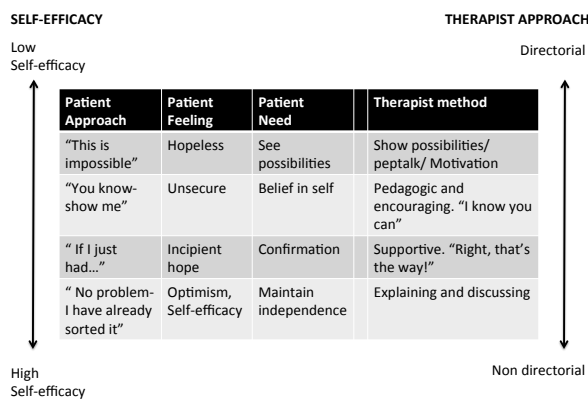 SELF-EFFICACY
THERAPIST APPROACH
Low
Self-efficacy
Directorial
Patient Approach
Patient Feeling
Patient Need
Therapist method
“This is impossible”
Hopeless
See possibilities
Show possibilities/ peptalk/ Motivation
“You know- show me”
Unsecure
Belief in self
Pedagogic and encouraging. “I know you can”
“ If I just had…”
Incipient hope
Confirmation
Supportive. “Right, that’s the way!”
“ No problem- I have already sorted it”
Optimism, Self-efficacy
Maintain independence
Explaining and discussing
High
Self-efficacy
Non directorial